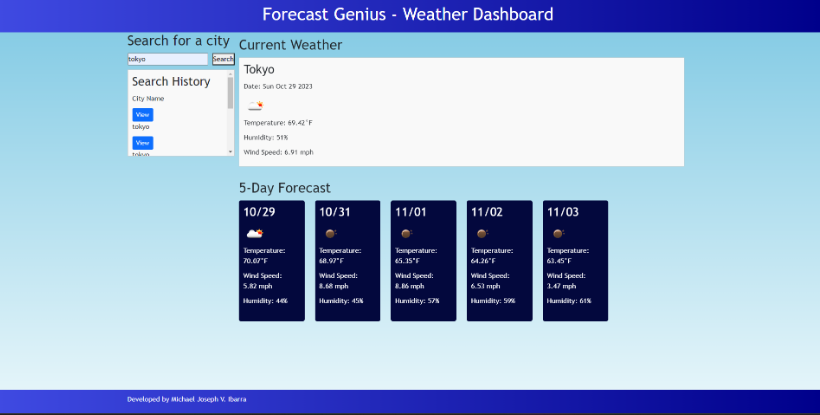 Forecast Genius - Weather Dashboard
Search for a city
tokyo
Search
Search History
City Name
View
tokyo
View
tokyo
Current Weather
Tokyo
Date: Sun Oct 29 2023
Temperature: 69.42°F
Humidity: 51%
Wind Speed: 6.91 mph
5-Day Forecast
10/29
Temperature:
70.07°F
Wind Speed:
5.82 mph
Humidity: 44%
10/31
Temperature:
68.97°F
Wind Speed:
8.68 mph
Humidity: 45%
11/01
Temperature:
65.35°F
Wind Speed:
8.86 mph
Humidity: 57%
11/02
Temperature:
64.26°F
Wind Speed:
6.53 mph
Humidity: 59%
11/03
Temperature:
63.45°F
Wind Speed:
3.47 mph
Humidity: 61%
Developed by Michael Joseph V. Ibarra